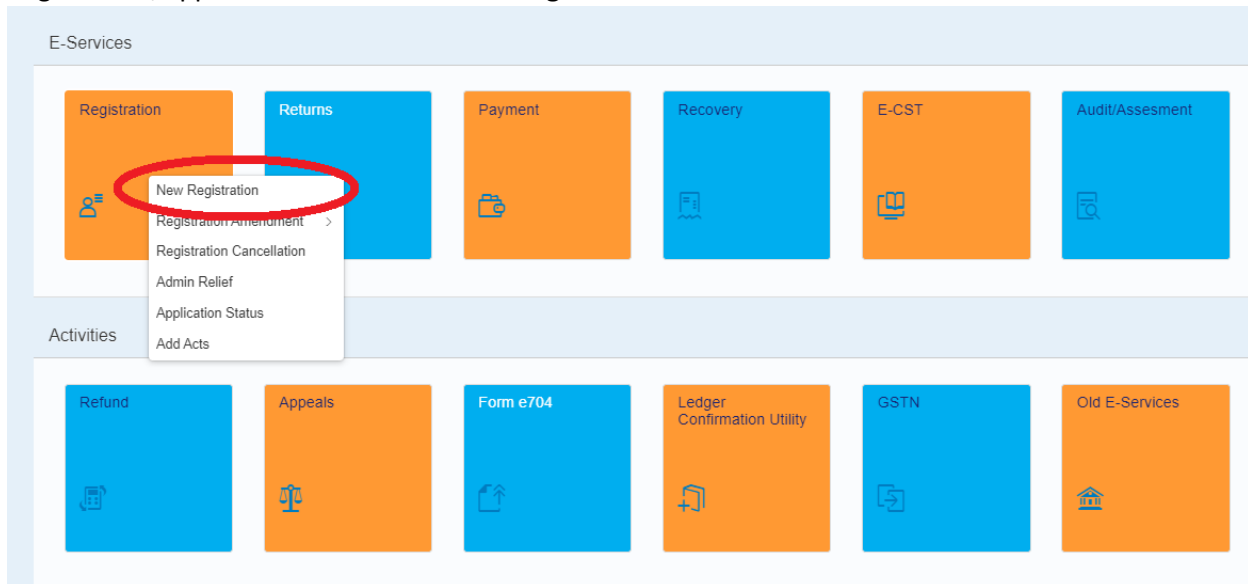 E-Services
Registration
Returns
Payment
Recovery
E-CST
Audit/Assesment
New Registration
Registration Amendment >
Registration Cancellation
Admin Relief
Application Status
Add Acts
Activities
Refund
Appeals
Form e704
Ledger
Confirmation Utility
GSTN
Old E-Services